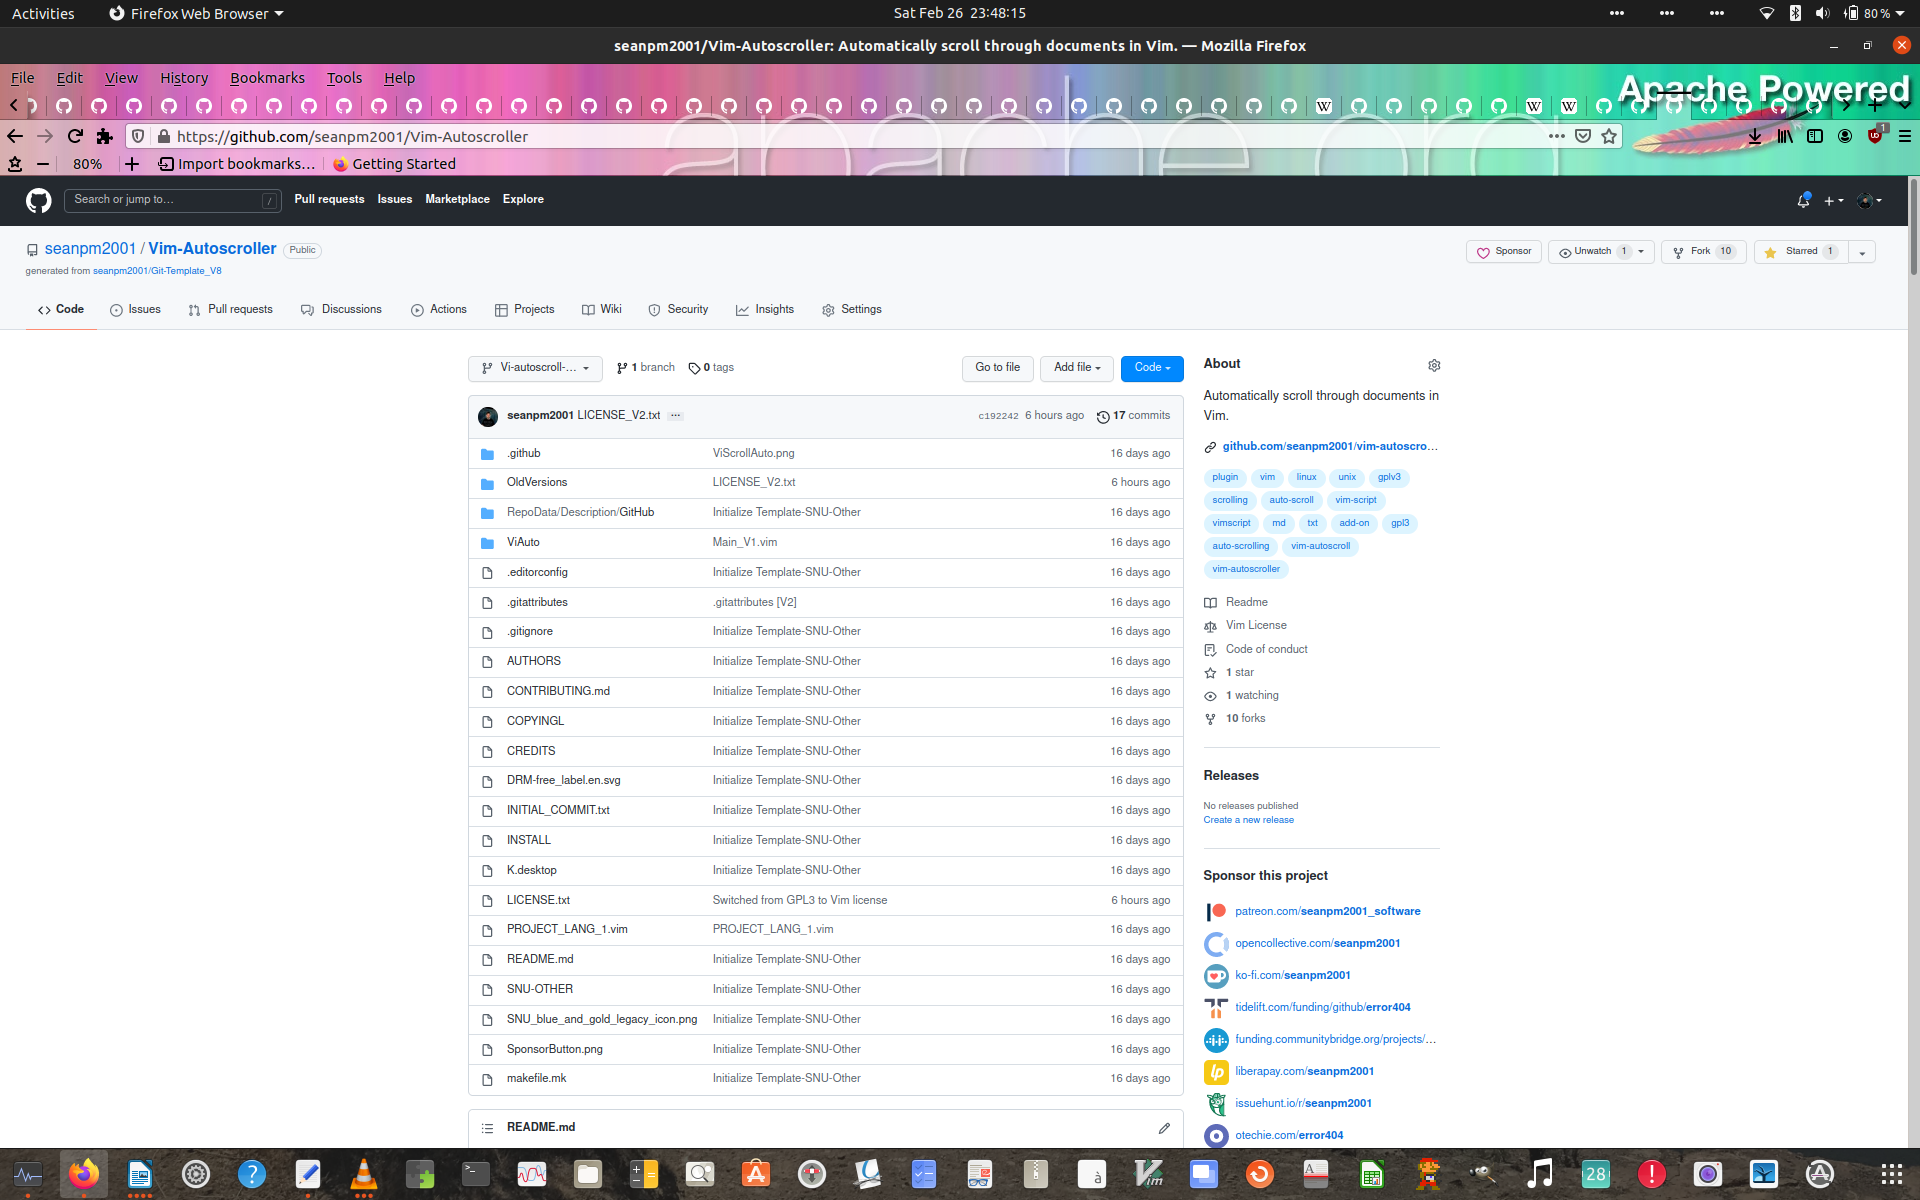 Activities Firefox Web Browser Sat Feb 26 23:48:15 80 %
seanpm2001/Vim-Autoscroller: Automatically scroll through documents in Vim. — Mozilla Firefox
File Edit View History Bookmarks Tools Help
Apache Powered
https://github.com/seanpm2001/Vim-Autoscroller
80% Import bookmarks... Getting Started
apache.org
Search or jump to... / Pull requests Issues Marketplace Explore
seanpm2001 / Vim-Autoscroller Public
Sponsor Unwatch 1 Fork 10 Starred 1
generated from seanpm2001/Git-Template_V8
Code Issues Pull requests Discussions Actions Projects Wiki Security Insights Settings
Vi-autoscroll-... 1 branch 0 tags Go to file Add file Code
seanpm2001 LICENSE_V2.txt ... c192242 6 hours ago 17 commits
.github ViScrollAuto.png 16 days ago
OldVersions LICENSE_V2.txt 6 hours ago
RepoData/Description/GitHub Initialize Template-SNU-Other 16 days ago
ViAuto Main_V1.vim 16 days ago
.editorconfig Initialize Template-SNU-Other 16 days ago
.gitattributes .gitattributes [V2] 16 days ago
.gitignore Initialize Template-SNU-Other 16 days ago
AUTHORS Initialize Template-SNU-Other 16 days ago
CONTRIBUTING.md Initialize Template-SNU-Other 16 days ago
COPYINGL Initialize Template-SNU-Other 16 days ago
CREDITS Initialize Template-SNU-Other 16 days ago
DRM-free_label.en.svg Initialize Template-SNU-Other 16 days ago
INITIAL_COMMIT.txt Initialize Template-SNU-Other 16 days ago
INSTALL Initialize Template-SNU-Other 16 days ago
K.desktop Initialize Template-SNU-Other 16 days ago
LICENSE.txt Switched from GPL3 to Vim license 6 hours ago
PROJECT_LANG_1.vim PROJECT_LANG_1.vim 16 days ago
README.md Initialize Template-SNU-Other 16 days ago
SNU-OTHER Initialize Template-SNU-Other 16 days ago
SNU_blue_and_gold_legacy_icon.png Initialize Template-SNU-Other 16 days ago
SponsorButton.png Initialize Template-SNU-Other 16 days ago
makefile.mk Initialize Template-SNU-Other 16 days ago
README.md
About
Automatically scroll through documents in
Vim.
github.com/seanpm2001/vim-autoscro...
plugin vim linux unix gplv3
scrolling auto-scroll vim-script
vimscript md txt add-on gpl3
auto-scrolling vim-autoscroll
vim-autoscroller
Readme
Vim License
Code of conduct
1 star
1 watching
10 forks
Releases
No releases published
Create a new release
Sponsor this project
patreon.com/seanpm2001_software
opencollective.com/seanpm2001
ko-fi.com/seanpm2001
tidelift.com/funding/github/error404
funding.communitybridge.org/projects/...
liberapay.com/seanpm2001
issuehunt.io/r/seanpm2001
otechie.com/error404
28